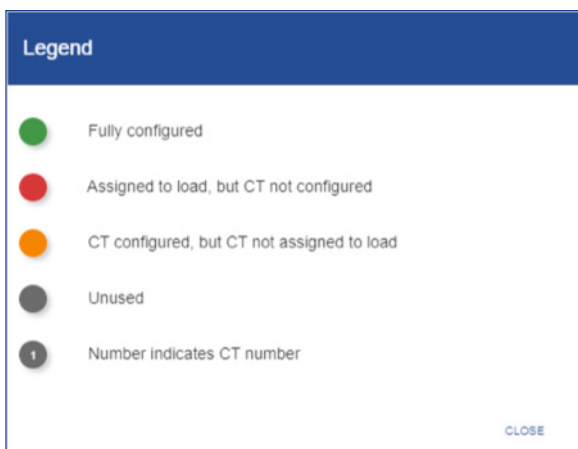 Legend
Fully configured
Assigned to load, but CT not configured
CT configured, but CT not assigned to load
Unused
1 Number indicates CT number
CLOSE